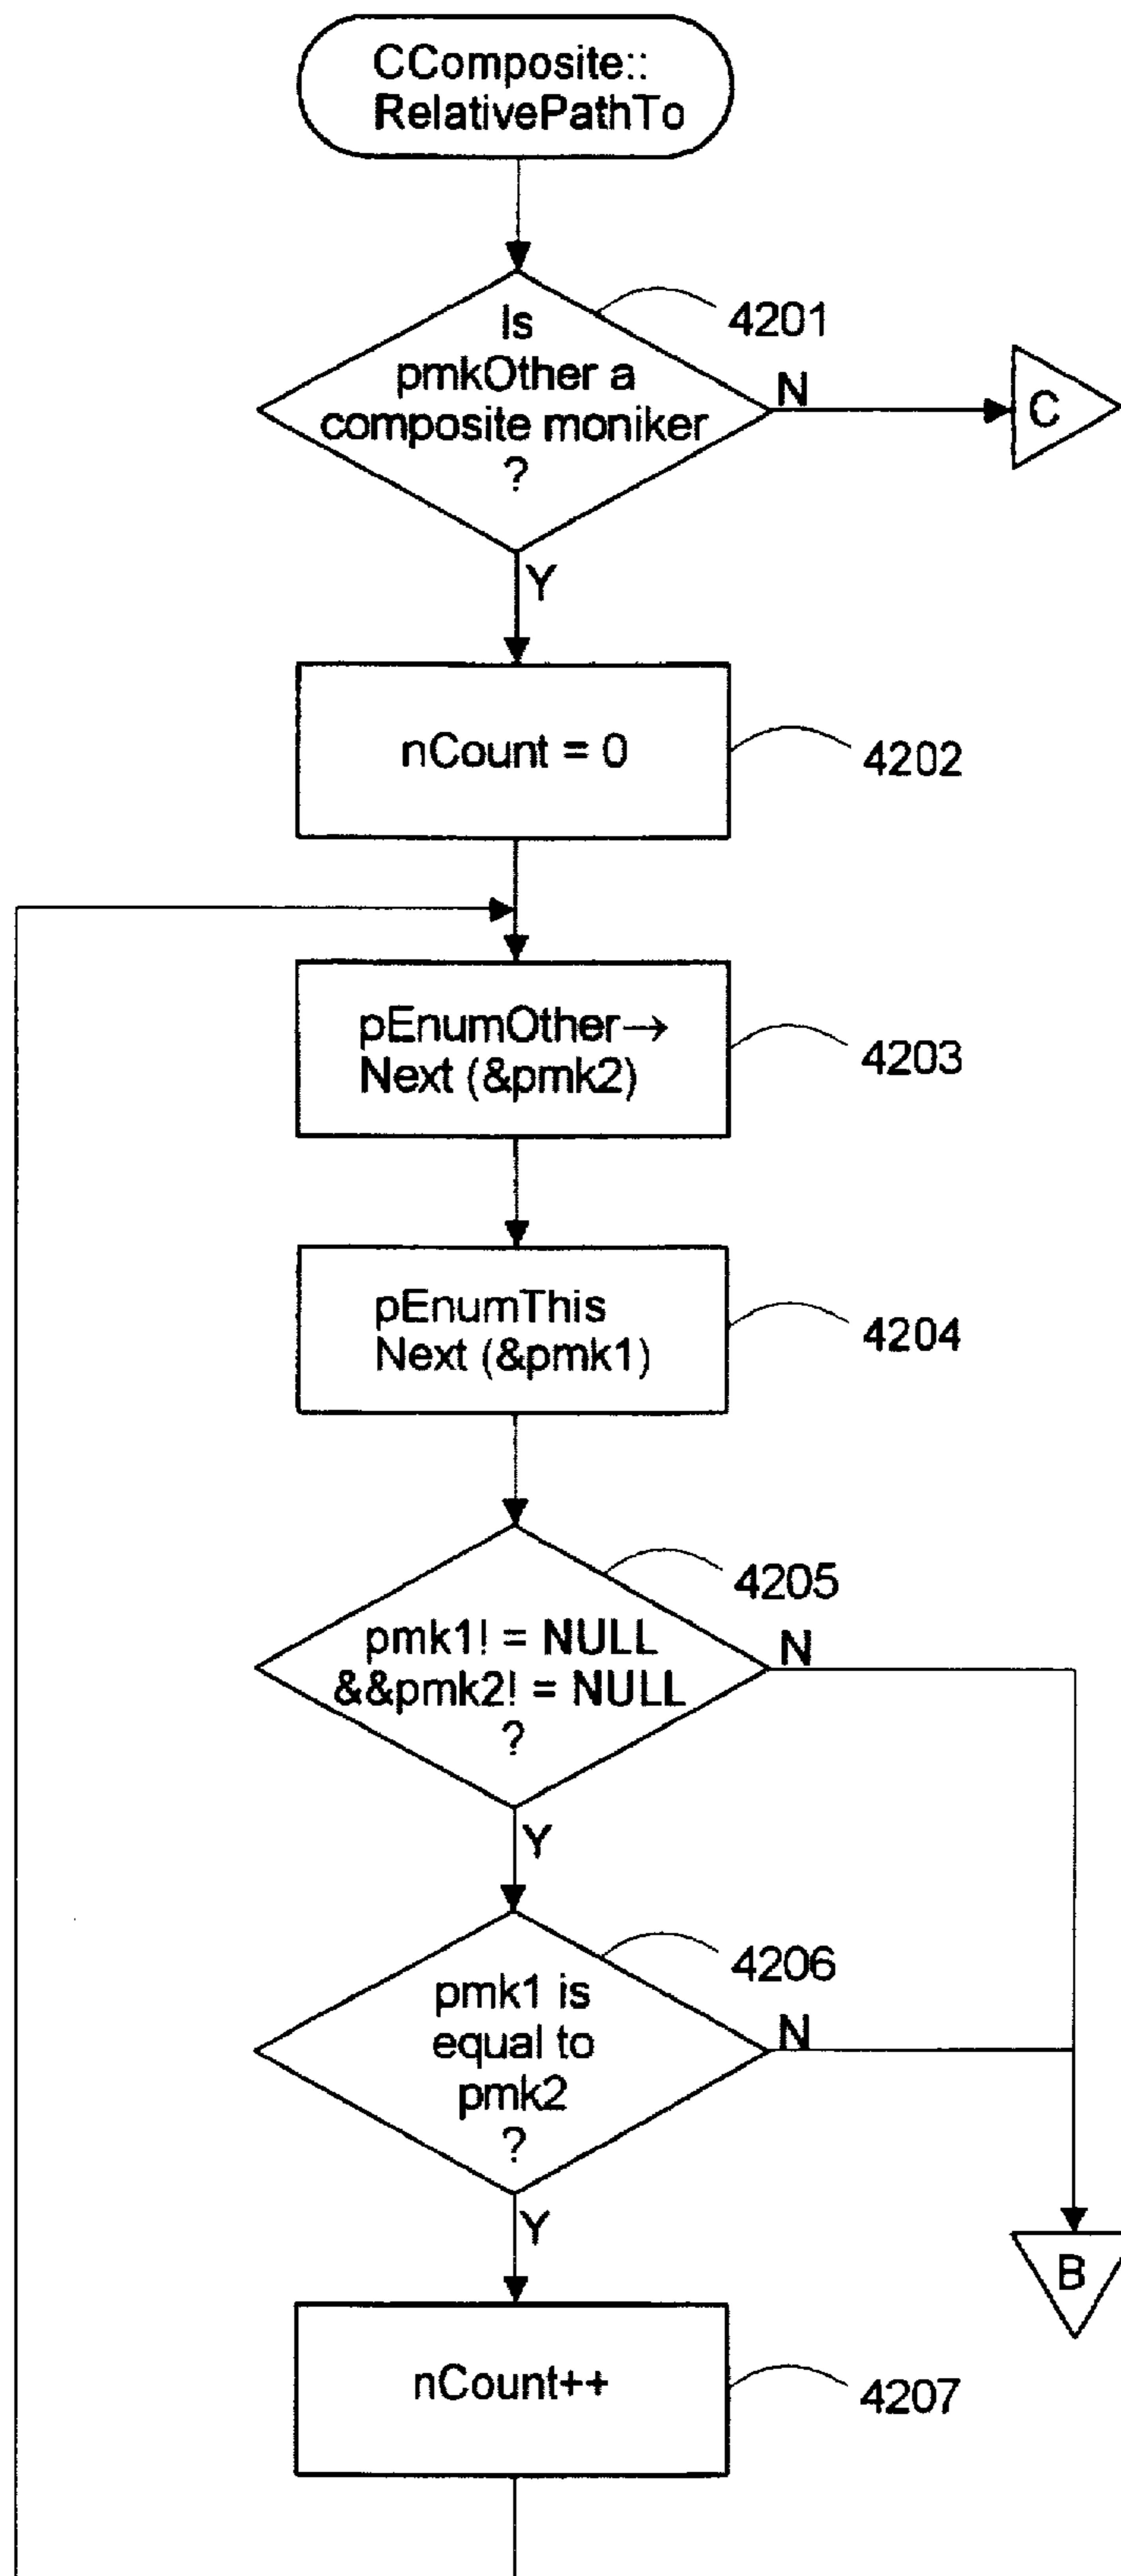 CComposite::
RelativePathTo
4201
Is
pmkOther a
composite moniker
?
N
C
Y
nCount = 0
4202
pEnumOther→
Next (&pmk2)
4203
pEnumThis
Next (&pmk1)
4204
4205
pmk1! = NULL
&&pmk2! = NULL
?
N
Y
4206
pmk1 is
equal to
pmk2
?
N
Y
B
nCount++
4207